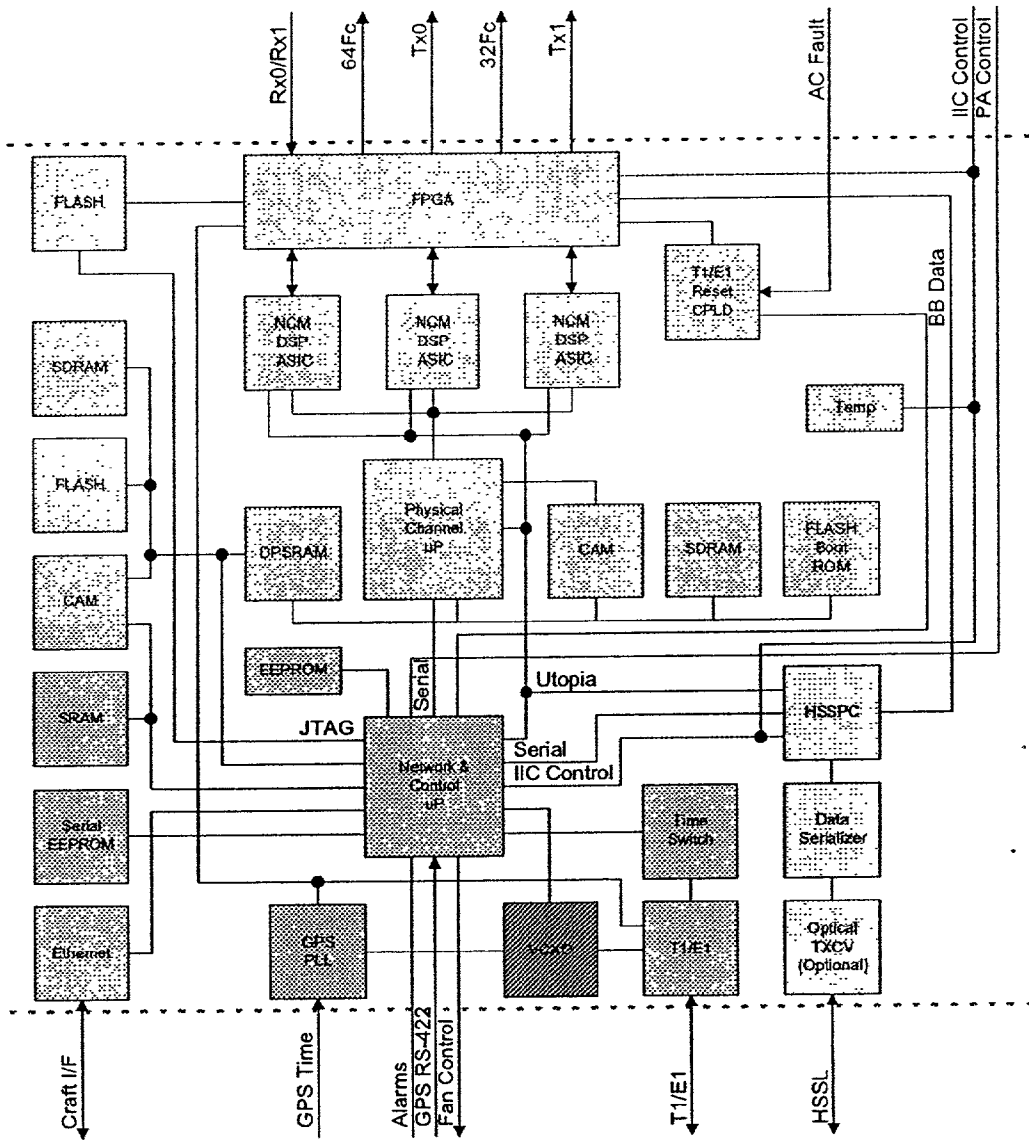 Rx0/Rx1
64Fc
Tx0
32Fc
Tx1
AC Fault
IIC Control
PA Control
FLASH
FPGA
T1/E1
Reset
CPLD
BB Data
NCM
DSP
ASIC
NCM
DSP
ASIC
NCM
DSP
ASIC
SDRAM
Temp
FLASH
Physical
Channel
uP
DPSRAM
CAM
SDRAM
FLASH
Boot
ROM
CAM
EEPROM
Serial
Utopia
HSSPC
SRAM
JTAG
Serial
IIC Control
Network &
Control
uP
Serial
EEPROM
Time
Switch
Data
Serializer
Ethernet
GPS
PLL
VCXO
T1/E1
Optical
TXCV
(Optional)
Craft I/F
GPS Time
Alarms
GPS RS-422
Fan Control
T1/E1
HSSL